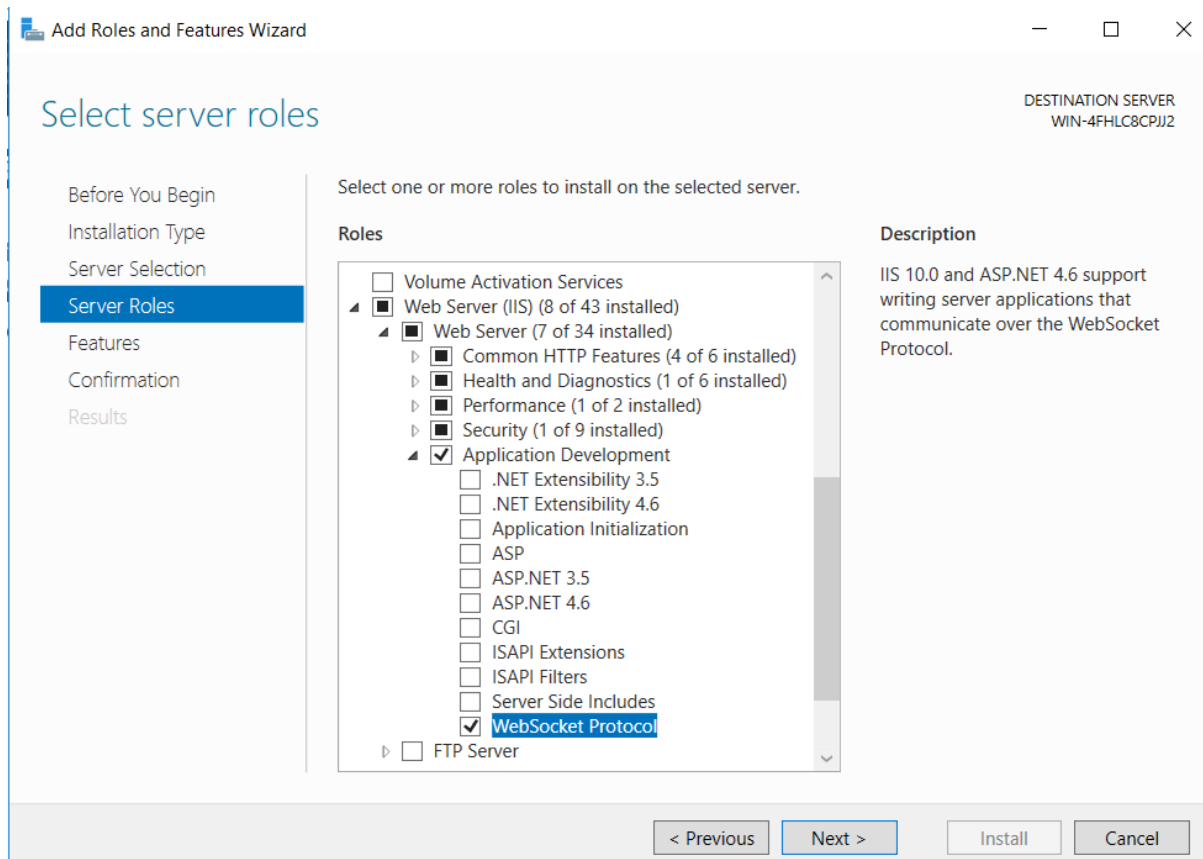 Add Roles and Features Wizard
Select server roles
DESTINATION SERVER
WIN-4FHLC8CPJJ2
Before You Begin
Installation Type
Server Selection
Server Roles
Features
Confirmation
Results
Select one or more roles to install on the selected server.
Roles
Volume Activation Services
Web Server (IIS) (8 of 43 installed)
Web Server (7 of 34 installed)
Common HTTP Features (4 of 6 installed)
Health and Diagnostics (1 of 6 installed)
Performance (1 of 2 installed)
Security (1 of 9 installed)
Application Development
.NET Extensibility 3.5
.NET Extensibility 4.6
Application Initialization
ASP
ASP.NET 3.5
ASP.NET 4.6
CGI
ISAPI Extensions
ISAPI Filters
Server Side Includes
WebSocket Protocol
FTP Server
Description
IIS 10.0 and ASP.NET 4.6 support
writing server applications that
communicate over the WebSocket
Protocol.
< Previous
Next >
Install
Cancel